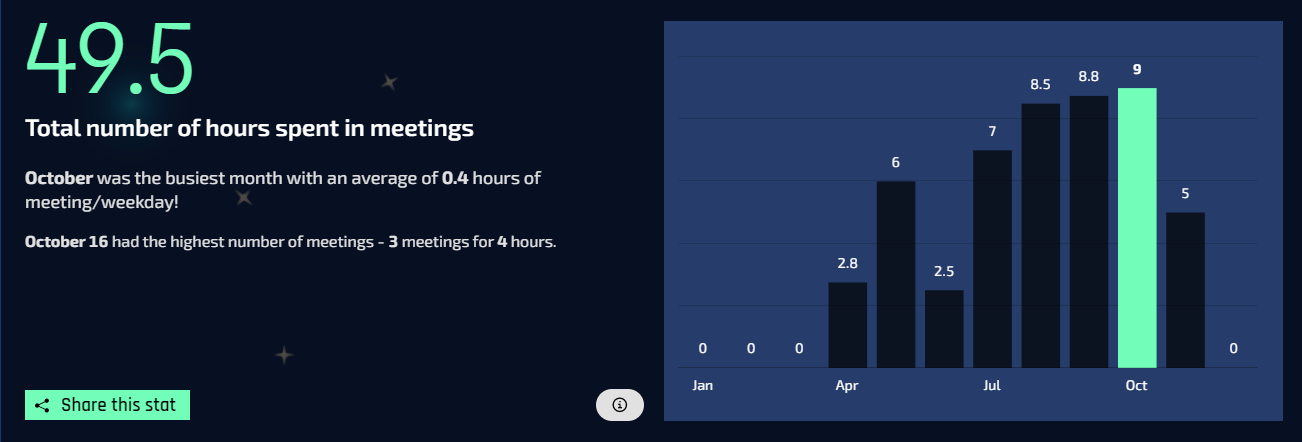 49.5
Total number of hours spent in meetings
October was the busiest month with an average of 0.4 hours of
meeting/weekday!
October 16 had the highest number of meetings - 3 meetings for 4 hours.
Share this stat
0
0
0
2.8
6
2.5
7
8.5
8.8
9
5
0
Jan
Apr
Jul
Oct